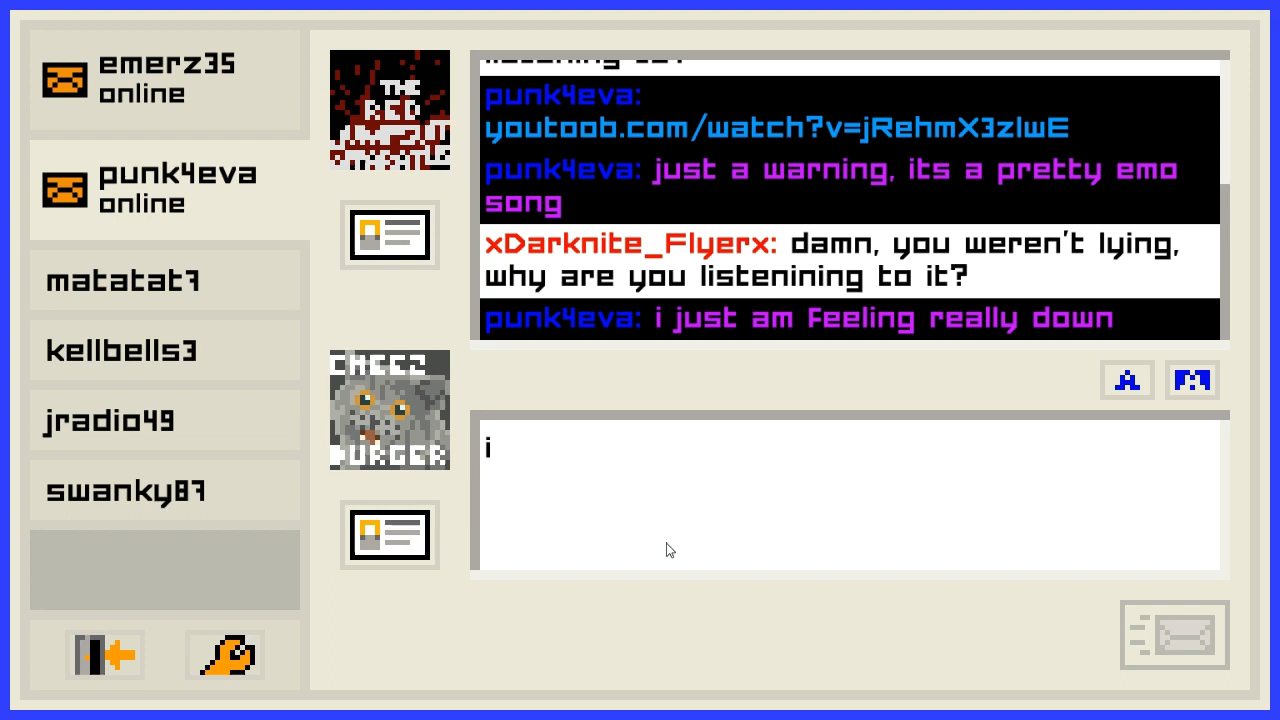 emerz35
online
punk4eva
online
matatat7
kellbells3
jradio49
swanky87
THE
RED
CHEEZ
BURGER
punk4eva:
youtoob.com/watch?v=jRehmX3zlwE
punk4eva: just a warning, its a pretty emo
song
xDarknite_Flyerx: damn, you weren't lying,
why are you listenining to it?
punk4eva: i just am feeling really down
A
i